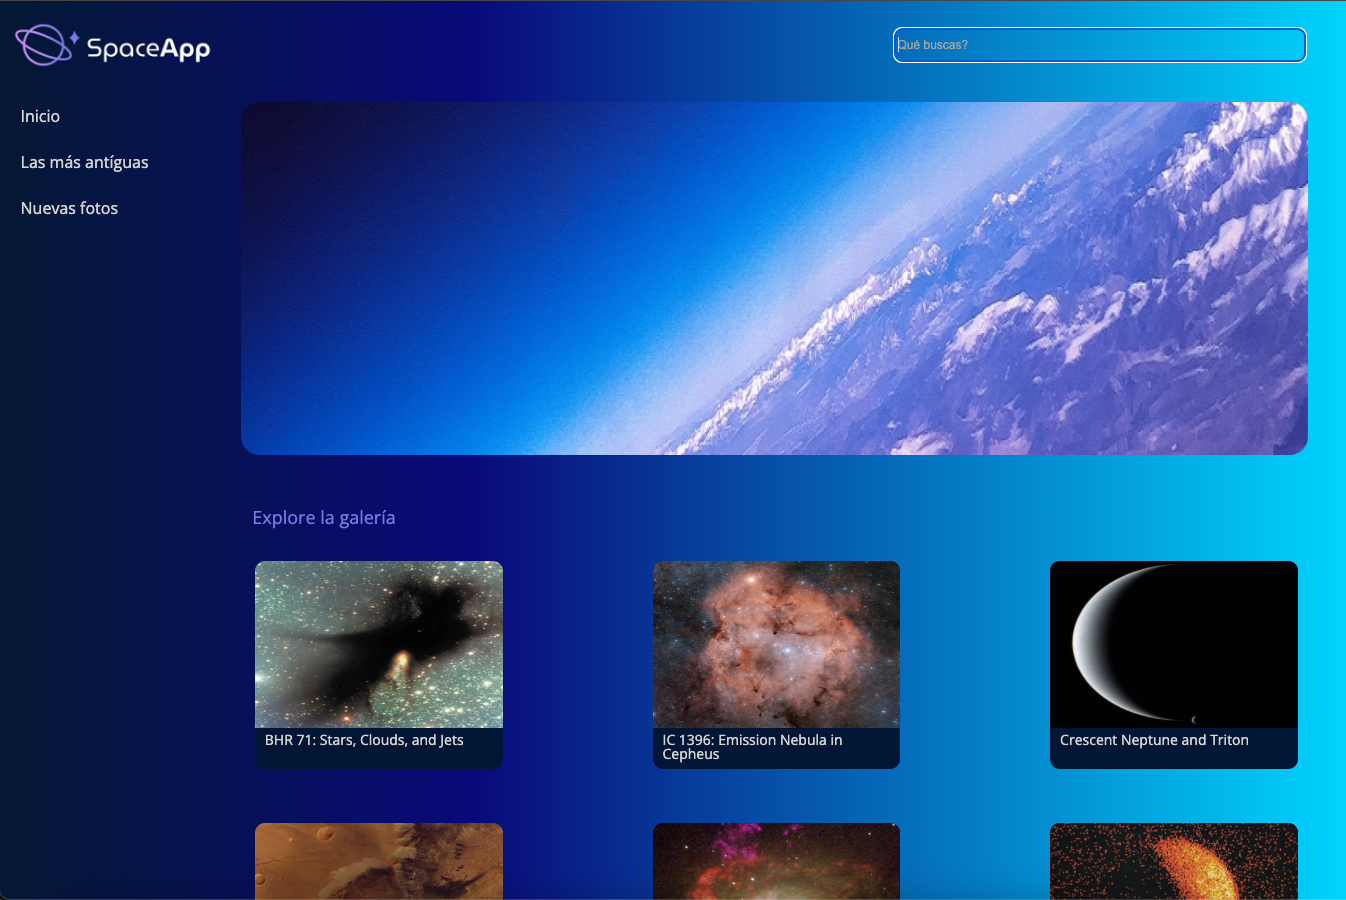 SpaceApp
Qué buscas?
Inicio
Las más antíguas
Nuevas fotos
Explore la galería
BHR 71: Stars, Clouds, and Jets
IC 1396: Emission Nebula in
Cepheus
Crescent Neptune and Triton